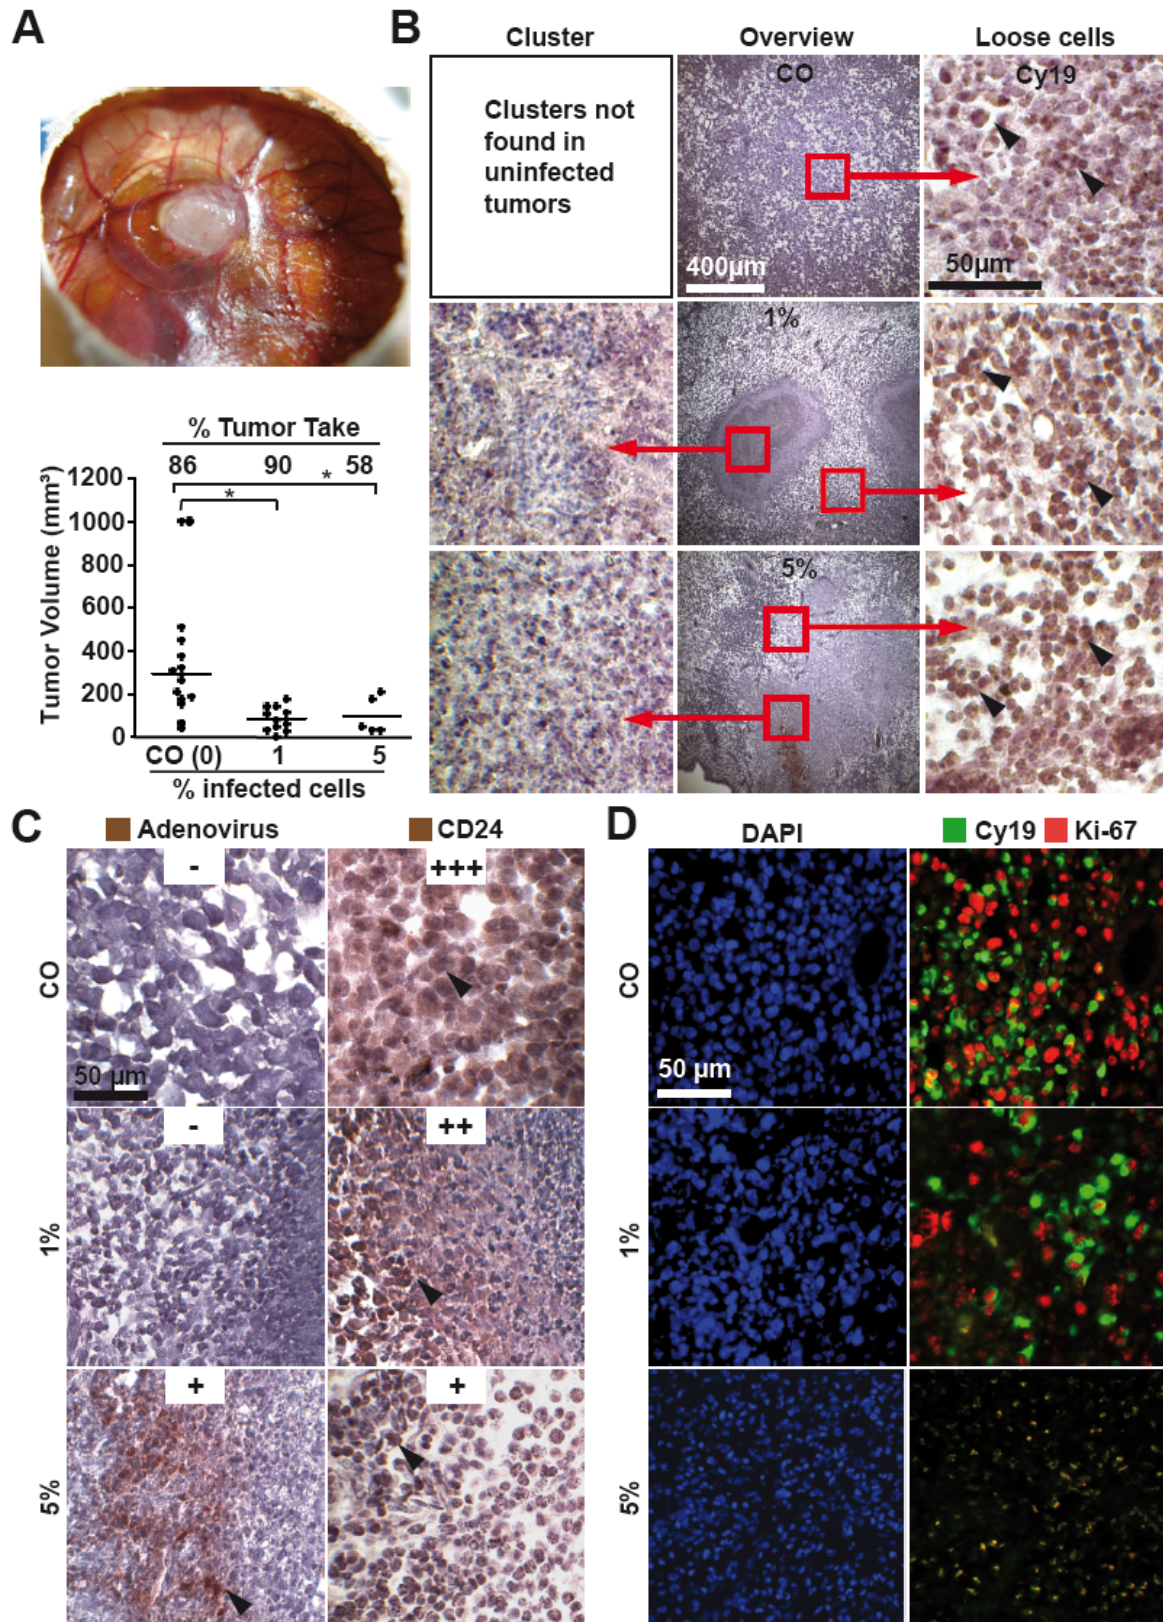 A
% Tumor Take
86 90 58
*
*
Tumor Volume (mm³)
1200
1000
800
600
400
200
0
CO (0) 1 5
% infected cells
B
Cluster Overview Loose cells
Clusters not
found in
uninfected
tumors
CO
Cy19
400µm
50µm
1%
5%
C
Adenovirus CD24
CO
-
+++
50 µm
1%
-
++
5%
+
+
D
DAPI Cy19 Ki-67
CO
50 µm
1%
5%